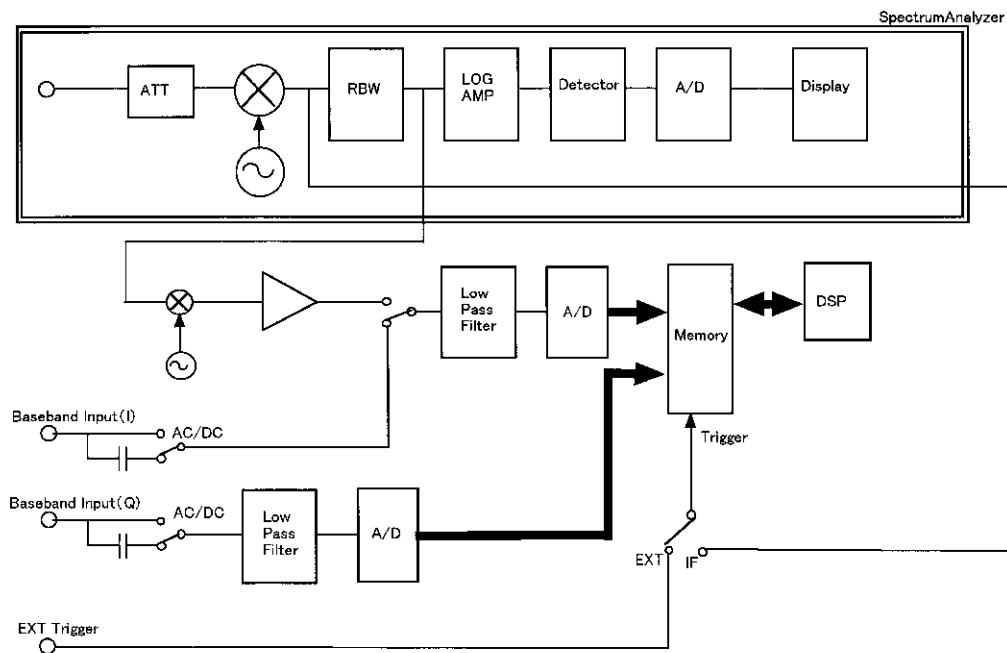 SpectrumAnalyzer
ATT
RBW
LOG
AMP
Detector
A/D
Display
Low
Pass
Filter
A/D
Memory
DSP
Baseband Input(I)
AC/DC
Trigger
Baseband Input(Q)
AC/DC
Low
Pass
Filter
A/D
EXT
IF
EXT Trigger